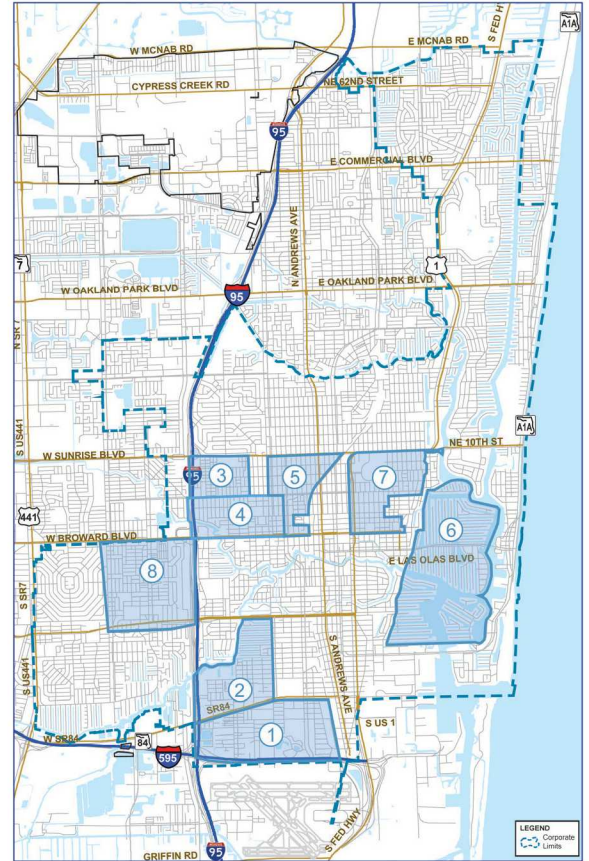 S FED HWY
A1A
W MCNAB RD
E MCNAB RD
CYPRESS CREEK RD
NE 62ND STREET
95
E COMMERCIAL BLVD
N ANDREWS AVE
7
1
W OAKLAND PARK BLVD
E OAKLAND PARK BLVD
95
N SR 7
A1A
NE 10TH ST
W SUNRISE BLVD
S US441
95
3
5
7
4
6
441
W BROWARD BLVD
E LAS OLAS BLVD
8
S SR7
S ANDREWS AVE
S US441
2
SR84
S US 1
W SR84
84
1
595
S FED HWY
GRIFFIN RD
95
LEGEND
Corporate
Limits